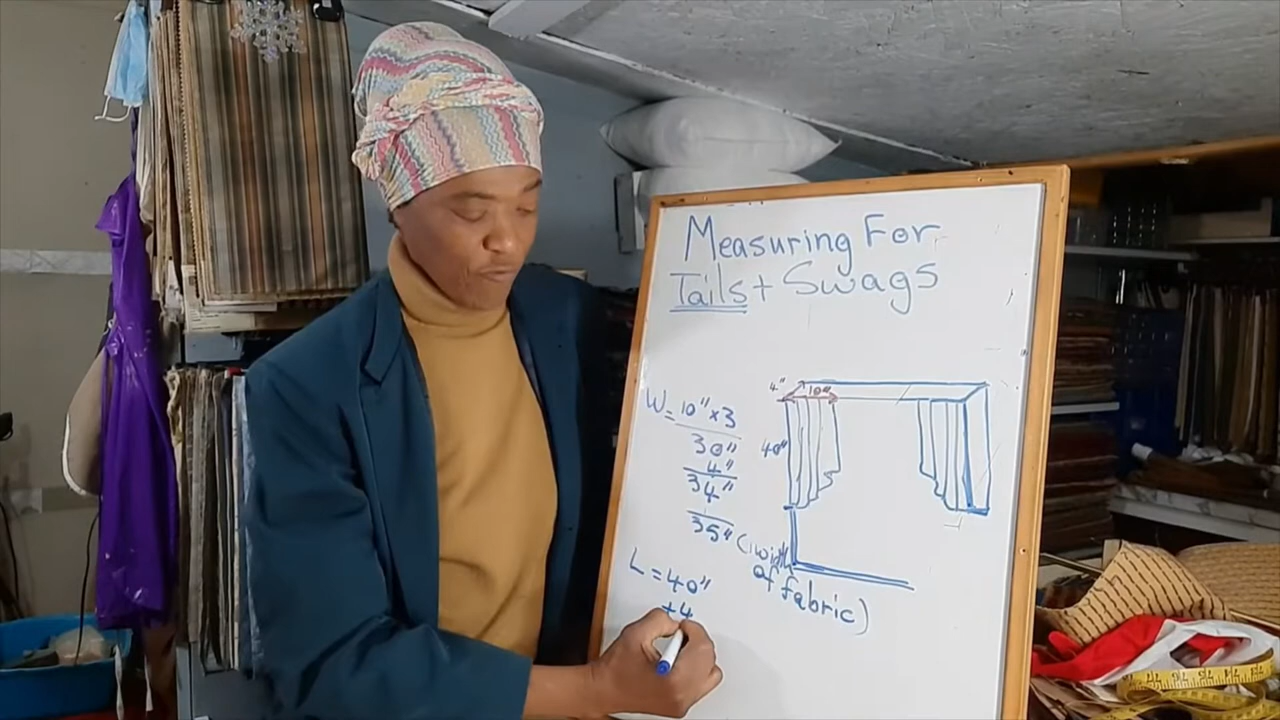 Measuring For
Tails + Swags
4"
10"
W = 10" x 3
30"
4"
34"
1
35" (1 width
of fabric)
40"
L = 40"
+4